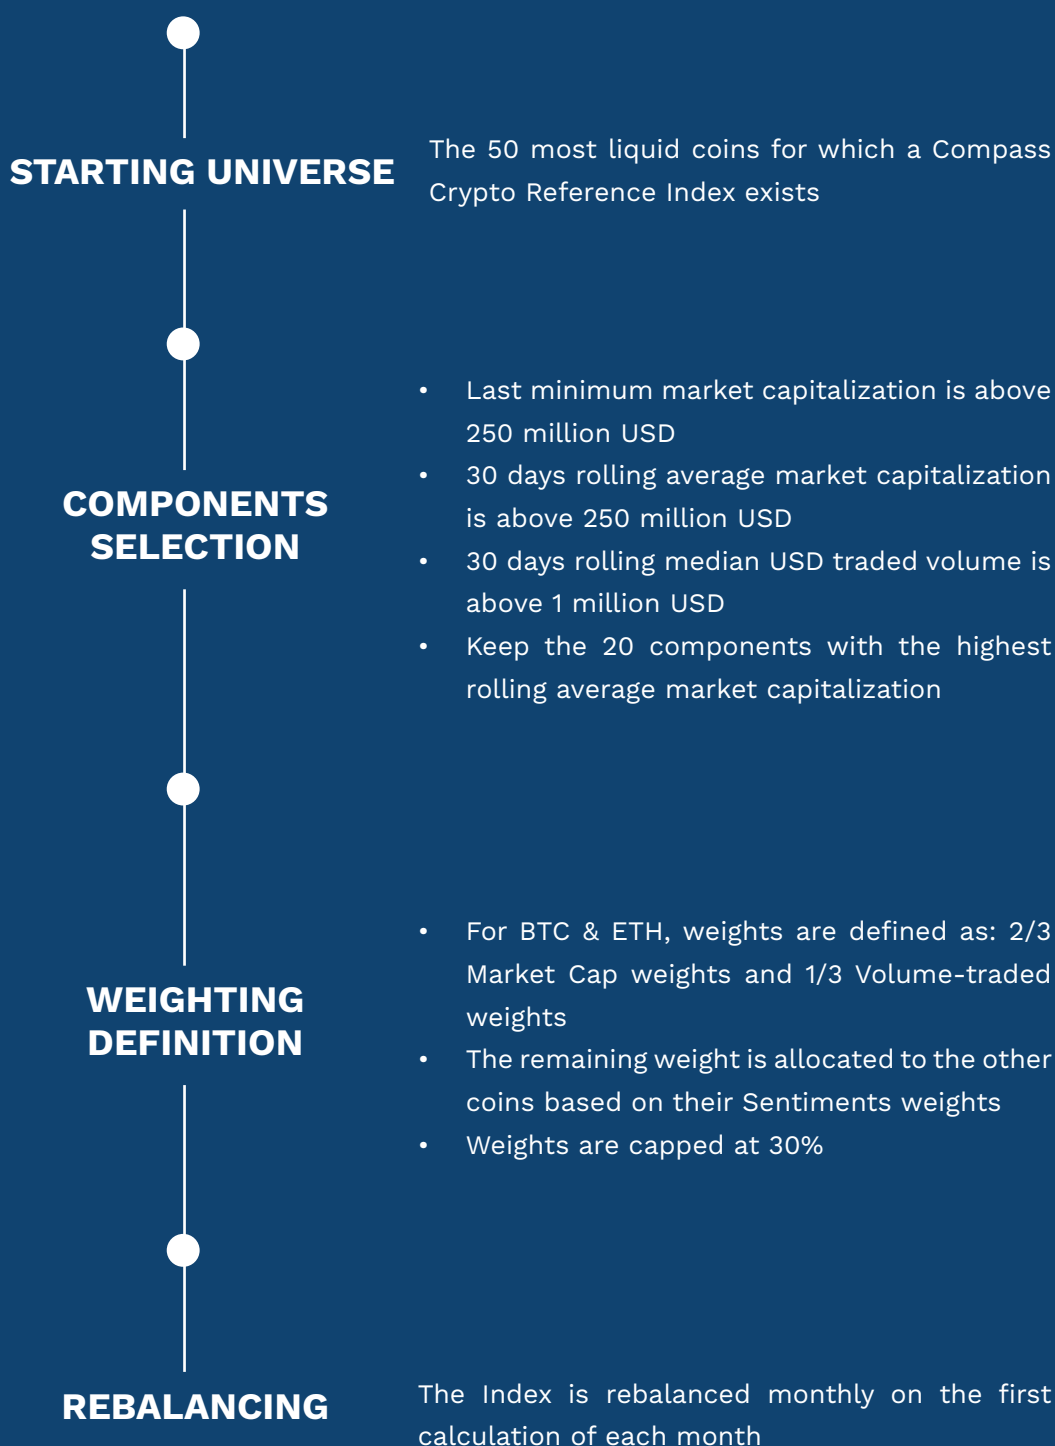 STARTING UNIVERSE
The 50 most liquid coins for which a Compass
Crypto Reference Index exists
COMPONENTS
SELECTION
• Last minimum market capitalization is above
250 million USD
• 30 days rolling average market capitalization
is above 250 million USD
• 30 days rolling median USD traded volume is
above 1 million USD
• Keep the 20 components with the highest
rolling average market capitalization
WEIGHTING
DEFINITION
• For BTC & ETH, weights are defined as: 2/3
Market Cap weights and 1/3 Volume-traded
weights
• The remaining weight is allocated to the other
coins based on their Sentiments weights
• Weights are capped at 30%
REBALANCING
The Index is rebalanced monthly on the first
calculation of each month